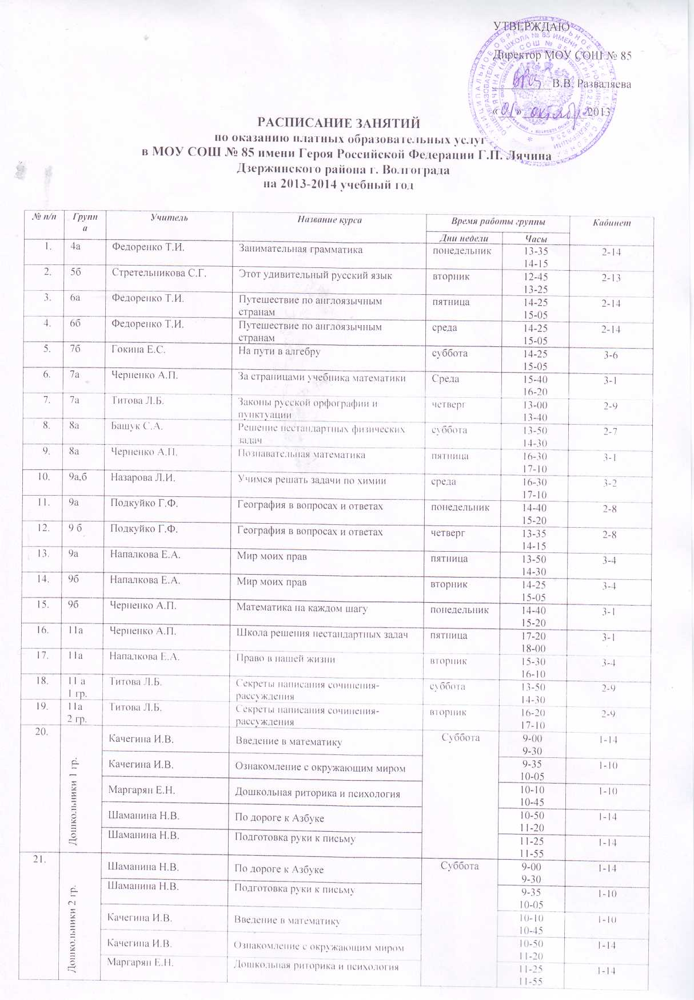 УТВЕРЖДАЮ
Директор МОУ СОШ № 85
В.В. Разваляева
«01» октября 2013
РАСПИСАНИЕ ЗАНЯТИЙ
по оказанию платных образовательных услуг
в МОУ СОШ № 85 имени Героя Российской Федерации Г.П. Лячина
Дзержинского района г. Волгограда
на 2013-2014 учебный год
№ п/п Групп Учитель Название курса Время работы группы Кабинет
а Дни недели Часы
1. 4а Федоренко Т.И. Занимательная грамматика понедельник 13-35 2-14
14-15
2. 5б Стретельникова С.Г. Этот удивительный русский язык вторник 12-45 2-13
13-25
3. 6а Федоренко Т.И. Путешествие по англоязычным пятница 14-25 2-14
странам 15-05
4. 6б Федоренко Т.И. Путешествие по англоязычным среда 14-25 2-14
странам 15-05
5. 7б Гокина Е.С. На пути в алгебру суббота 14-25 3-6
15-05
6. 7а Черненко А.П. За страницами учебника математики Среда 15-40 3-1
16-20
7. 7а Титова Л.Б. Законы русской орфографии и четверг 13-00 2-9
пунктуации 13-40
8. 8а Башук С.А. Решение нестандартных физических суббота 13-50 2-7
задач 14-30
9. 8а Черненко А.П. Познавательная математика пятница 16-30 3-1
17-10
10. 9а,б Назарова Л.И. Учимся решать задачи по химии среда 16-30 3-2
17-10
11. 9а Подкуйко Г.Ф. География в вопросах и ответах понедельник 14-40 2-8
15-20
12. 9 б Подкуйко Г.Ф. География в вопросах и ответах четверг 13-35 2-8
14-15
13. 9а Напалкова Е.А. Мир моих прав пятница 13-50 3-4
14-30
14. 9б Напалкова Е.А. Мир моих прав вторник 14-25 3-4
15-05
15. 9б Черненко А.П. Математика на каждом шагу понедельник 14-40 3-1
15-20
16. 11а Черненко А.П. Школа решения нестандартных задач пятница 17-20 3-1
18-00
17. 11а Напалкова Е.А. Право в нашей жизни вторник 15-30 3-4
16-10
18. 11 а Титова Л.Б. Секреты написания сочинения- суббота 13-50 2-9
1 гр. рассуждения 14-30
19. 11а Титова Л.Б. Секреты написания сочинения- вторник 16-20 2-9
2 гр. рассуждения 17-10
20. Дошкольники 1 гр. Качегина И.В. Введение в математику Суббота 9-00 1-14
9-30
Качегина И.В. Ознакомление с окружающим миром 9-35 1-10
10-05
Маргарян Е.Н. Дошкольная риторика и психология 10-10 1-10
10-45
Шаманина Н.В. По дороге к Азбуке 10-50 1-14
11-20
Шаманина Н.В. Подготовка руки к письму 11-25 1-14
11-55
21. Дошкольники 2 гр. Шаманина Н.В. По дороге к Азбуке Суббота 9-00 1-14
9-30
Шаманина Н.В. Подготовка руки к письму 9-35 1-10
10-05
Качегина И.В. Введение в математику 10-10 1-10
10-45
Качегина И.В. Ознакомление с окружающим миром 10-50 1-14
11-20
Маргарян Е.Н. Дошкольная риторика и психология 11-25 1-14
11-55